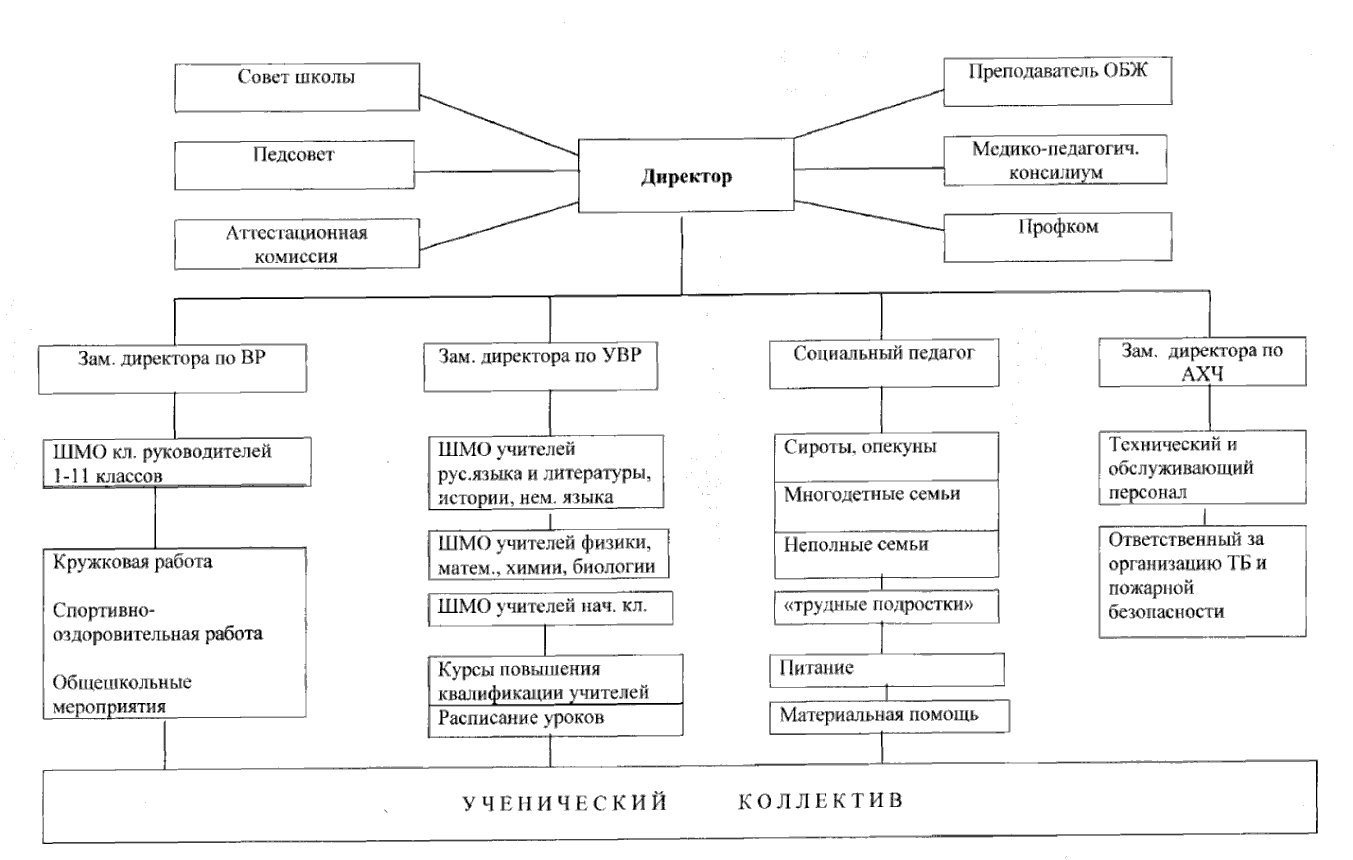 Совет школы
Преподаватель ОБЖ
Педсовет
Директор
Медико-педагогич.
консилиум
Аттестационная
комиссия
Профком
Зам. директора по ВР
Зам. директора по УВР
Социальный педагог
Зам. директора по
АХЧ
ШМО кл. руководителей
1-11 классов
Кружковая работа
Спортивно-
оздоровительная работа
Общешкольные
мероприятия
ШМО учителей
рус.языка и литературы,
истории, нем. языка
ШМО учителей физики,
матем., химии, биологии
ШМО учителей нач. кл.
Курсы повышения
квалификации учителей
Расписание уроков
Сироты, опекуны
Многодетные семьи
Неполные семьи
«трудные подростки»
Питание
Материальная помощь
Технический и
обслуживающий
персонал
Ответственный за
организацию ТБ и
пожарной
безопасности
УЧЕНИЧЕСКИЙ КОЛЛЕКТИВ